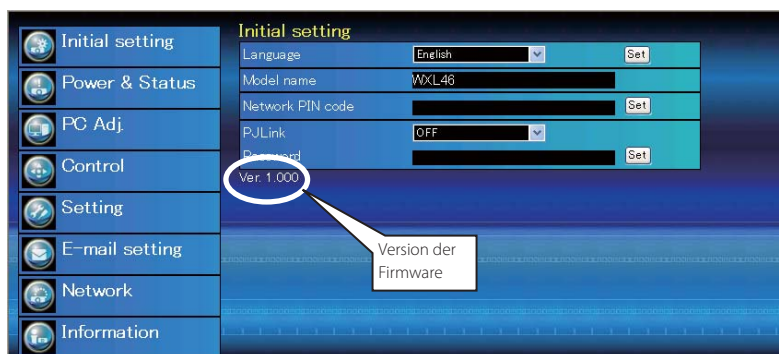 Initial setting
Power & Status
PC Adj.
Control
Setting
E-mail setting
Network
Information
Initial setting
Language English Set
Model name WXL46
Network PIN code Set
PJLink OFF
Password Set
Ver. 1.000
Version der
Firmware